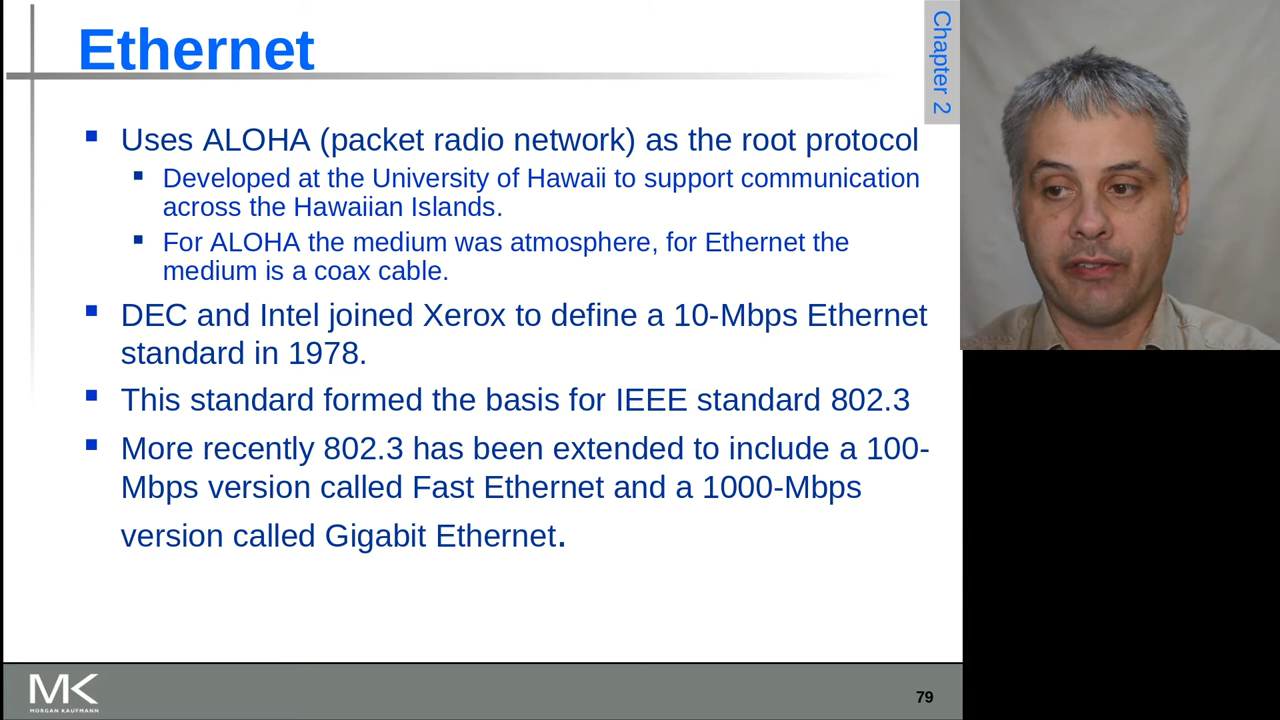 Ethernet
Chapter 2
Uses ALOHA (packet radio network) as the root protocol
Developed at the University of Hawaii to support communication
across the Hawaiian Islands.
For ALOHA the medium was atmosphere, for Ethernet the
medium is a coax cable.
DEC and Intel joined Xerox to define a 10-Mbps Ethernet
standard in 1978.
This standard formed the basis for IEEE standard 802.3
More recently 802.3 has been extended to include a 100-
Mbps version called Fast Ethernet and a 1000-Mbps
version called Gigabit Ethernet.
MK
MORGAN KAUFMANN
79